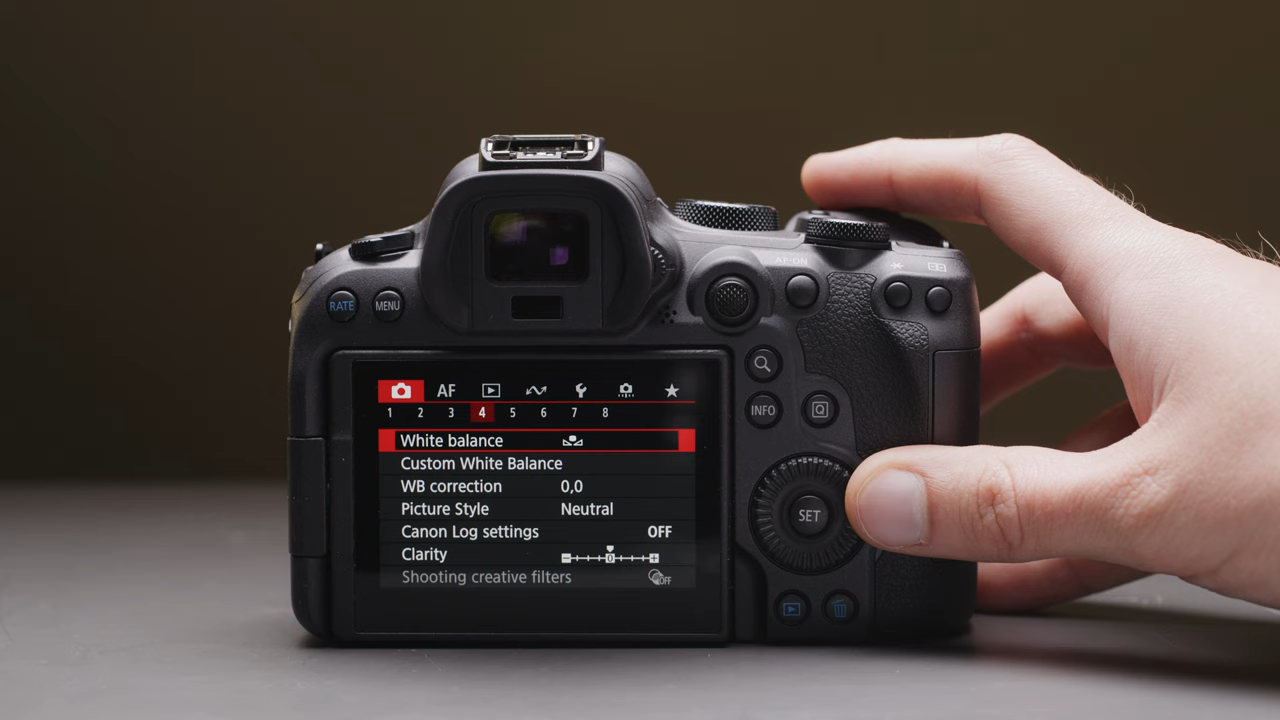 AF-ON
RATE MENU
AF
1 2 3 4 5 6 7 8
White balance
Custom White Balance
WB correction 0,0
Picture Style Neutral
Canon Log settings OFF
Clarity 0
Shooting creative filters OFF
INFO Q
SET